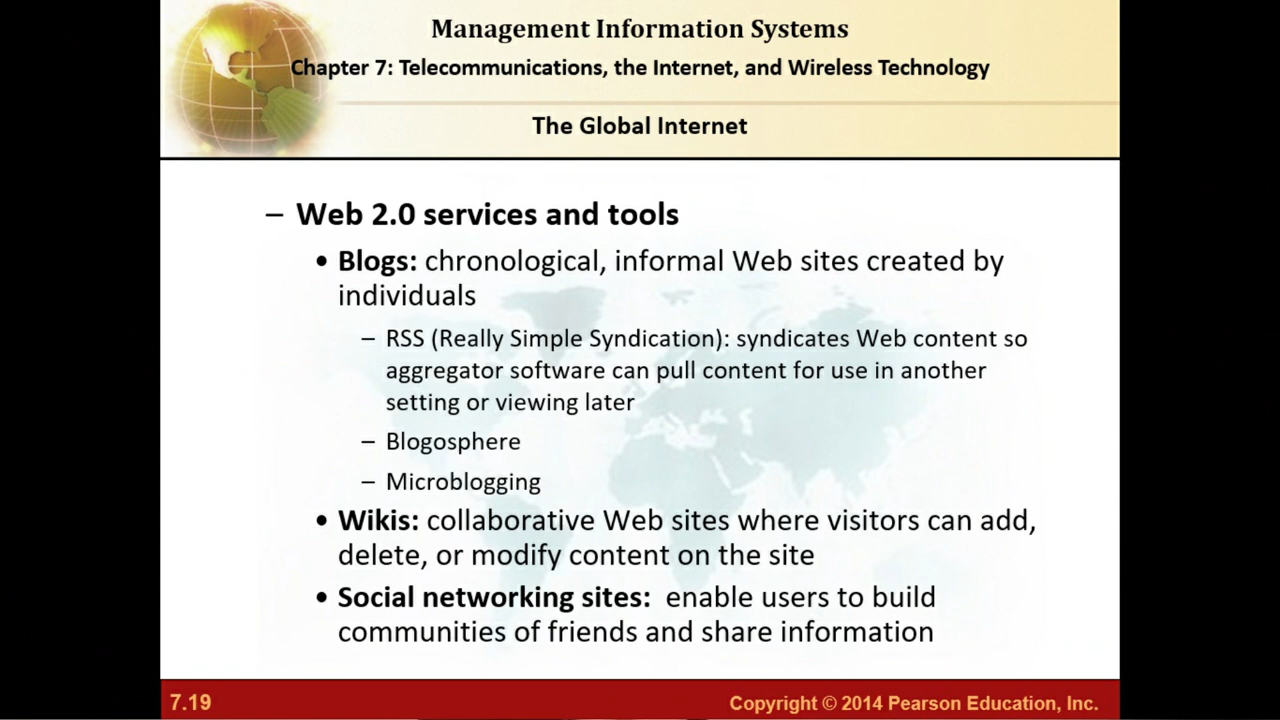 Management Information Systems
Chapter 7: Telecommunications, the Internet, and Wireless Technology
The Global Internet
– Web 2.0 services and tools
• Blogs: chronological, informal Web sites created by
individuals
– RSS (Really Simple Syndication): syndicates Web content so
aggregator software can pull content for use in another
setting or viewing later
– Blogosphere
– Microblogging
• Wikis: collaborative Web sites where visitors can add,
delete, or modify content on the site
• Social networking sites: enable users to build
communities of friends and share information
7.19
Copyright © 2014 Pearson Education, Inc.